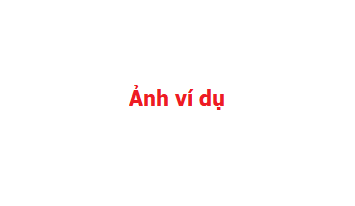 Ảnh ví dụ